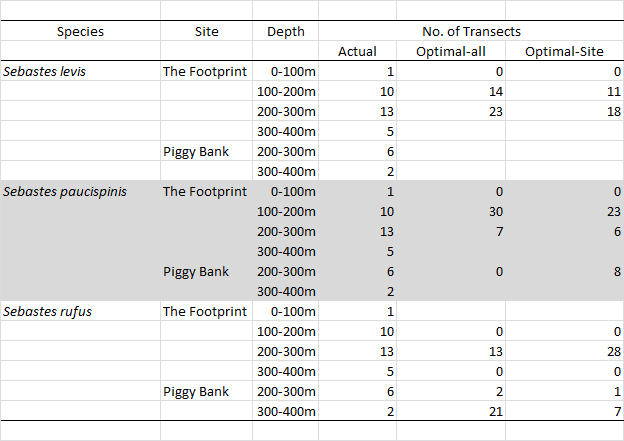 Species Site Depth No. of Transects
Actual Optimal-all Optimal-Site
Sebastes levis The Footprint 0-100m 1 0 0
100-200m 10 14 11
200-300m 13 23 18
300-400m 5
Piggy Bank 200-300m 6
300-400m 2
Sebastes paucispinis The Footprint 0-100m 1 0 0
100-200m 10 30 23
200-300m 13 7 6
300-400m 5
Piggy Bank 200-300m 6 0 8
300-400m 2
Sebastes rufus The Footprint 0-100m 1
100-200m 10 0 0
200-300m 13 13 28
300-400m 5 0 0
Piggy Bank 200-300m 6 2 1
300-400m 2 21 7